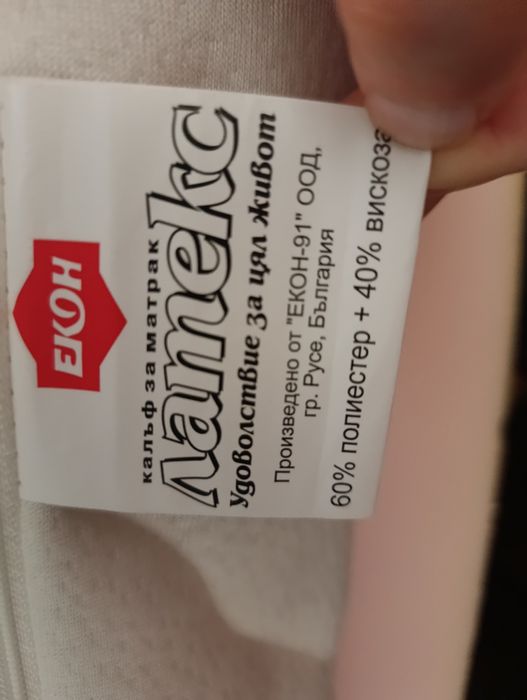 ЕКОН
калъф за матрак
Латекс
Удоволствие за цял живот
Произведено от "ЕКОН-91" ООД,
гр. Русе, България
60% полиестер + 40% вискоза